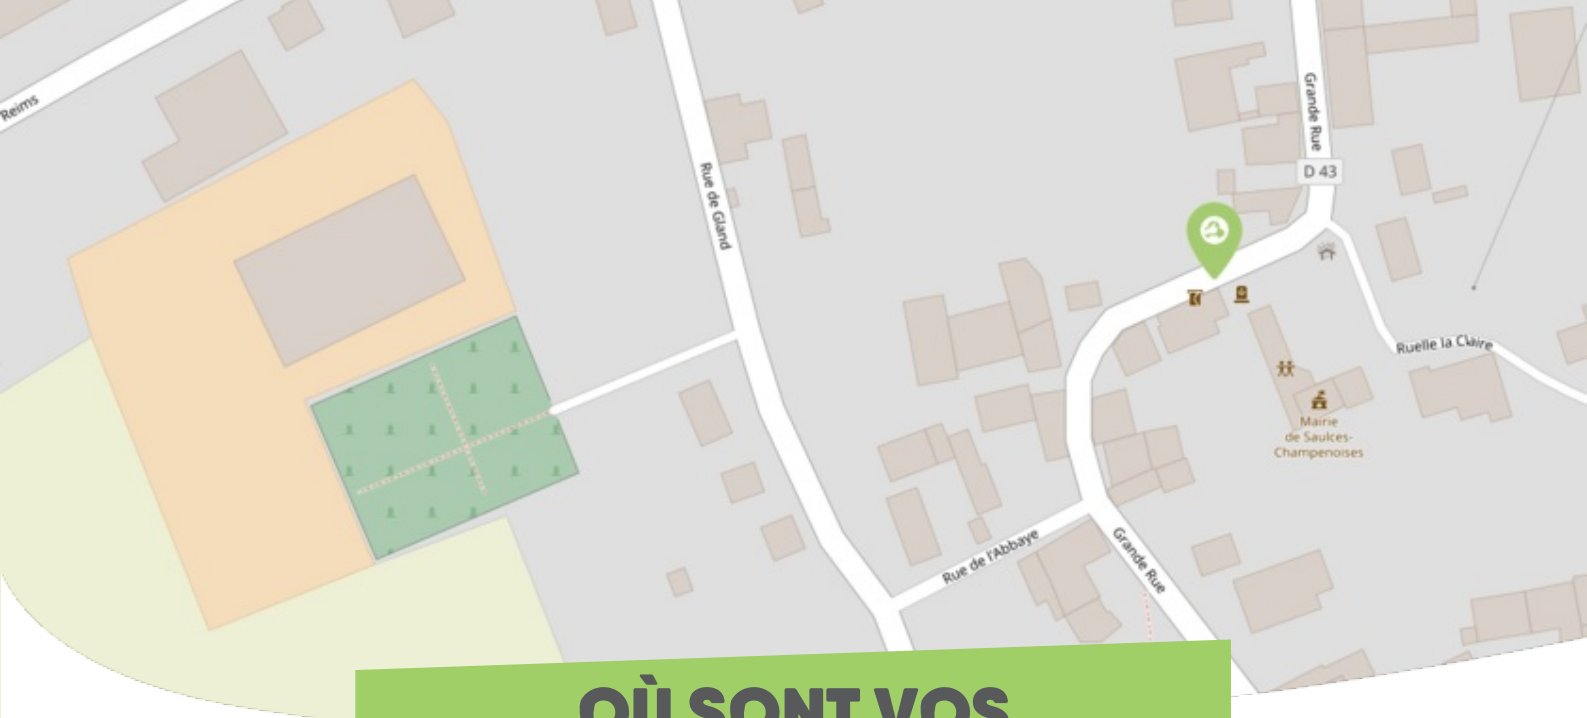 Reims
Rue de Gland
Grande Rue
D 43
Ruelle la Claire
Mairie
de Saulces-
Champenoises
Rue de l'Abbaye
Grande Rue
OÙ SONT VOS